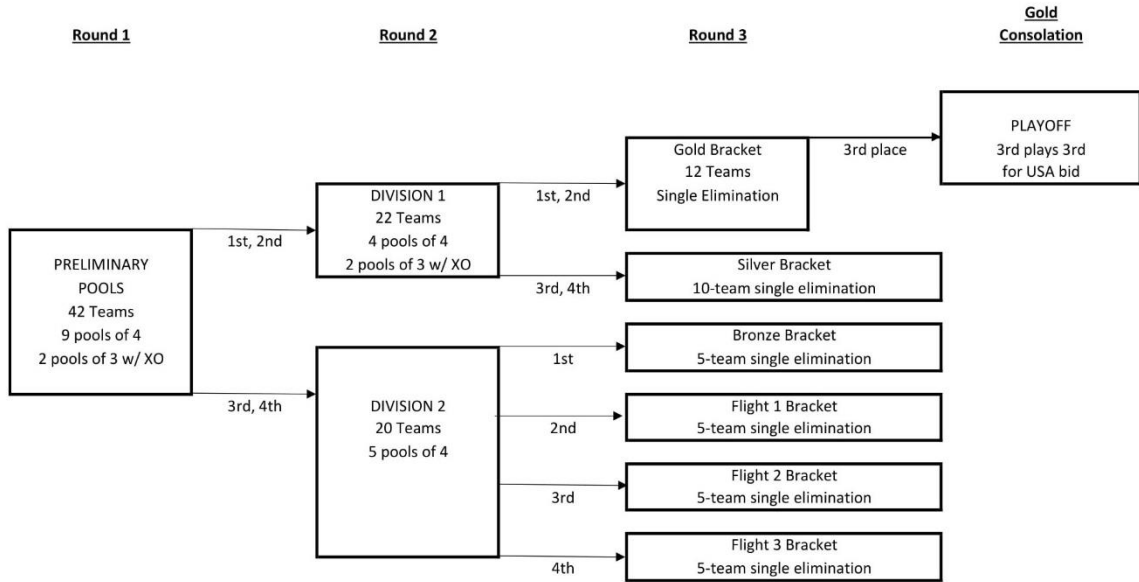 Round 1
Round 2
Round 3
Gold
Consolation
PRELIMINARY
POOLS
42 Teams
9 pools of 4
2 pools of 3 w/ XO
1st, 2nd
3rd, 4th
DIVISION 1
22 Teams
4 pools of 4
2 pools of 3 w/ XO
1st, 2nd
3rd, 4th
DIVISION 2
20 Teams
5 pools of 4
1st
2nd
3rd
4th
Gold Bracket
12 Teams
Single Elimination
3rd place
Silver Bracket
10-team single elimination
Bronze Bracket
5-team single elimination
Flight 1 Bracket
5-team single elimination
Flight 2 Bracket
5-team single elimination
Flight 3 Bracket
5-team single elimination
PLAYOFF
3rd plays 3rd
for USA bid